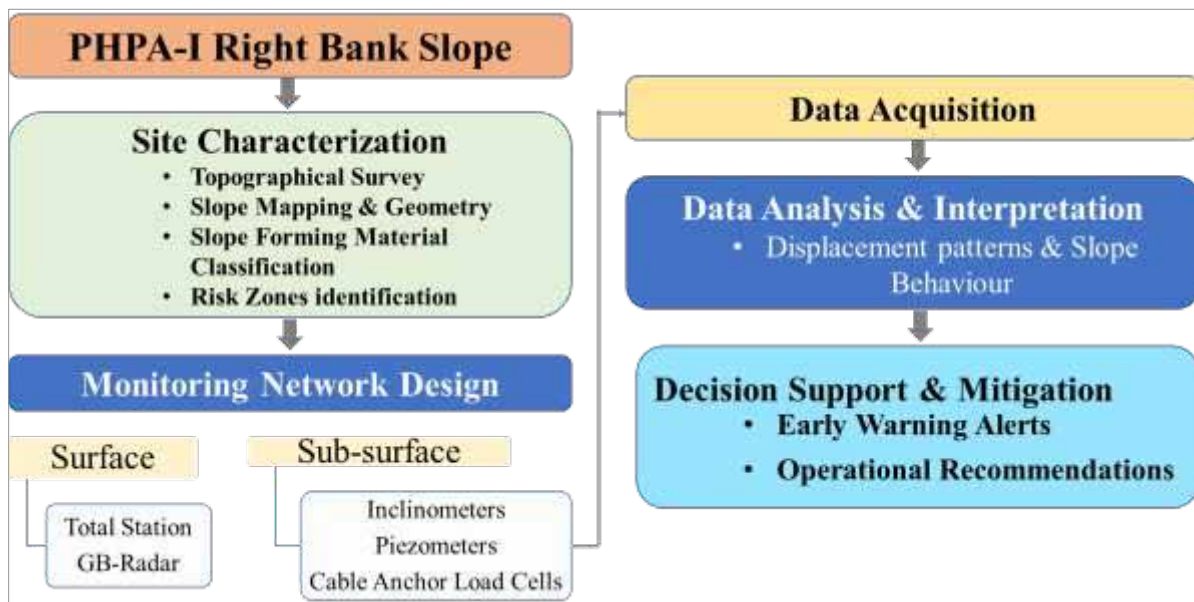 PHPA-I Right Bank Slope
Site Characterization
• Topographical Survey
• Slope Mapping & Geometry
• Slope Forming Material
Classification
• Risk Zones identification
Monitoring Network Design
Surface
Total Station
GB-Radar
Sub-surface
Inclinometers
Piezometers
Cable Anchor Load Cells
Data Acquisition
Data Analysis & Interpretation
• Displacement patterns & Slope
Behaviour
Decision Support & Mitigation
• Early Warning Alerts
• Operational Recommendations